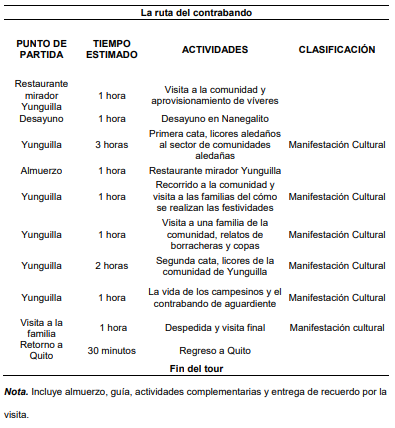 La ruta del contrabando
PUNTO DE PARTIDA TIEMPO ESTIMADO ACTIVIDADES CLASIFICACIÓN
Restaurante mirador Yunguilla 1 hora Visita a la comunidad y aprovisionamiento de víveres
Desayuno 1 hora Desayuno en Nanegalito
Yunguilla 3 horas Primera cata, licores aledaños al sector de comunidades aledañas Manifestación Cultural
Almuerzo 1 hora Restaurante mirador Yunguilla
Yunguilla 1 hora Recorrido a la comunidad y visita a las familias del cómo se realizan las festividades Manifestación Cultural
Yunguilla 1 hora Visita a una familia de la comunidad, relatos de borracheras y copas Manifestación Cultural
Yunguilla 2 horas Segunda cata, licores de la comunidad de Yunguilla Manifestación Cultural
Yunguilla 1 hora La vida de los campesinos y el contrabando de aguardiente Manifestación Cultural
Visita a la familia 1 hora Despedida y visita final Manifestación cultural
Retorno a Quito 30 minutos Regreso a Quito
Fin del tour
Nota. Incluye almuerzo, guía, actividades complementarias y entrega de recuerdo por la
visita.